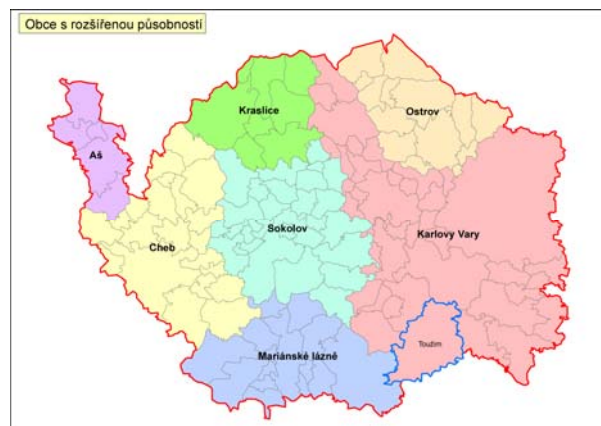 Obce s rozšířenou působností
Kraslice
Ostrov
Aš
Sokolov
Karlovy Vary
Cheb
Toužim
Mariánské lázně